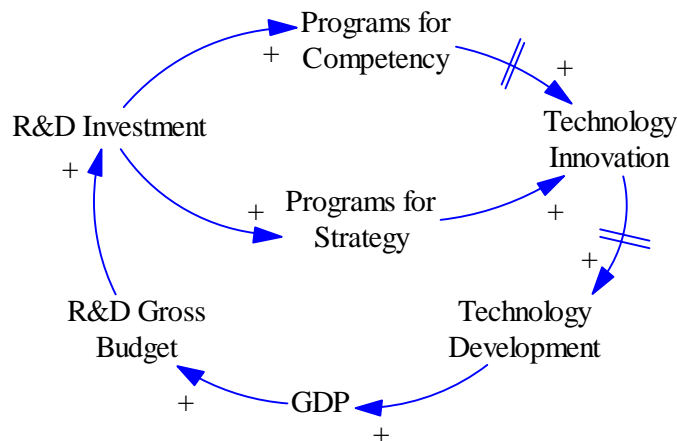 Programs for
Competency
+
+
R&D Investment
Technology
Innovation
+
+
Programs for
Strategy
+
+
R&D Gross
Budget
Technology
Development
GDP
+
+